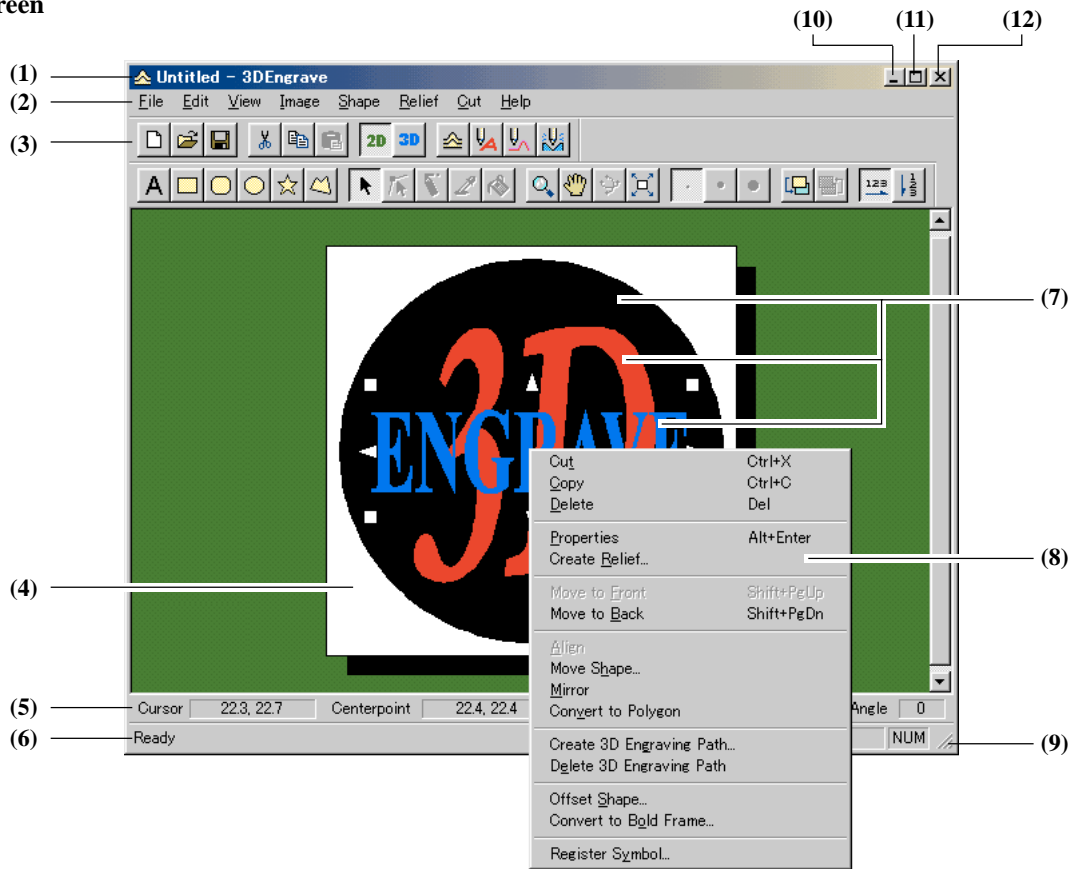 reen
(10) (11) (12)
(1) Untitled - 3DEngrave
(2) File Edit View Image Shape Relief Cut Help
(3) 2D 3D
A 123 123
(7)
3D
ENGRAVE
Cut Ctrl+X
Copy Ctrl+C
Delete Del
Properties Alt+Enter
Create Relief... (8)
(4) Move to Front Shift+PgUp
Move to Back Shift+PgDn
Align
Move Shape...
Mirror
Convert to Polygon
(5) Cursor 22.3, 22.7 Centerpoint 22.4, 22.4 Angle 0
(6) Ready NUM (9)
Create 3D Engraving Path...
Delete 3D Engraving Path
Offset Shape...
Convert to Bold Frame...
Register Symbol...